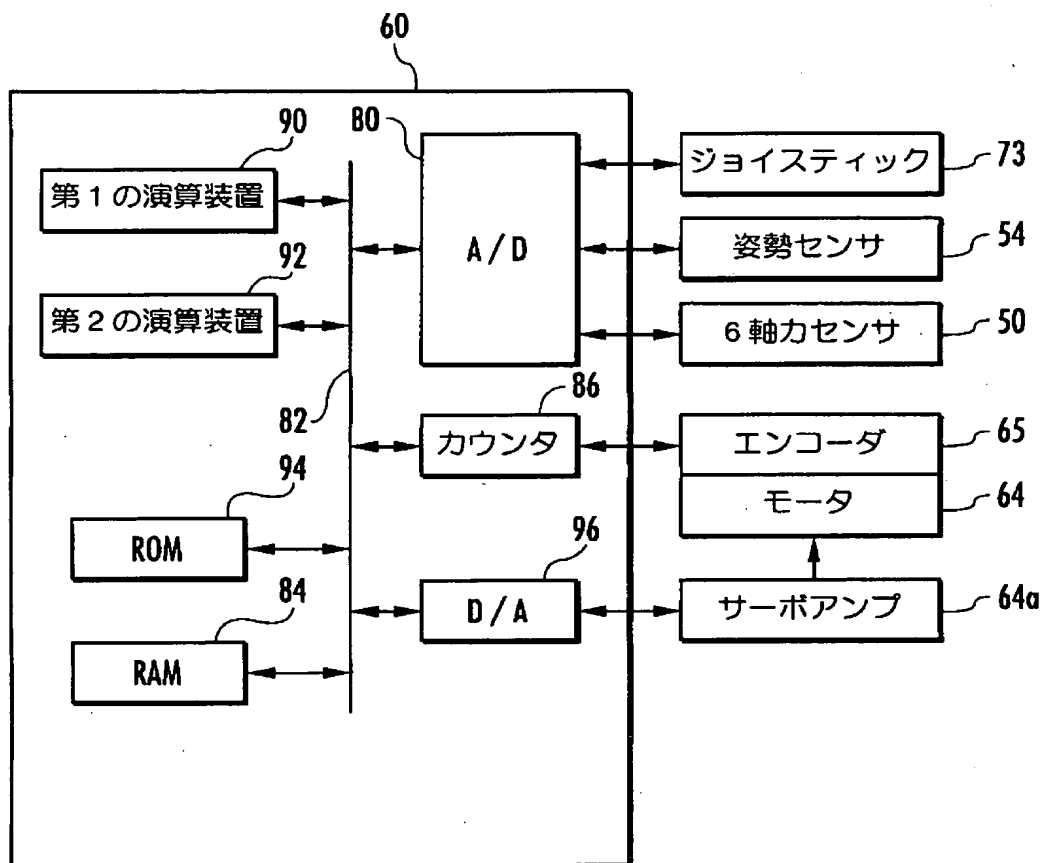 60
90
80
第1の演算装置
ジョイスティック
73
A/D
姿勢センサ
54
92
第2の演算装置
6軸力センサ
50
82
86
カウンタ
エンコーダ
65
モータ
64
94
ROM
96
D/A
サーボアンプ
64a
84
RAM